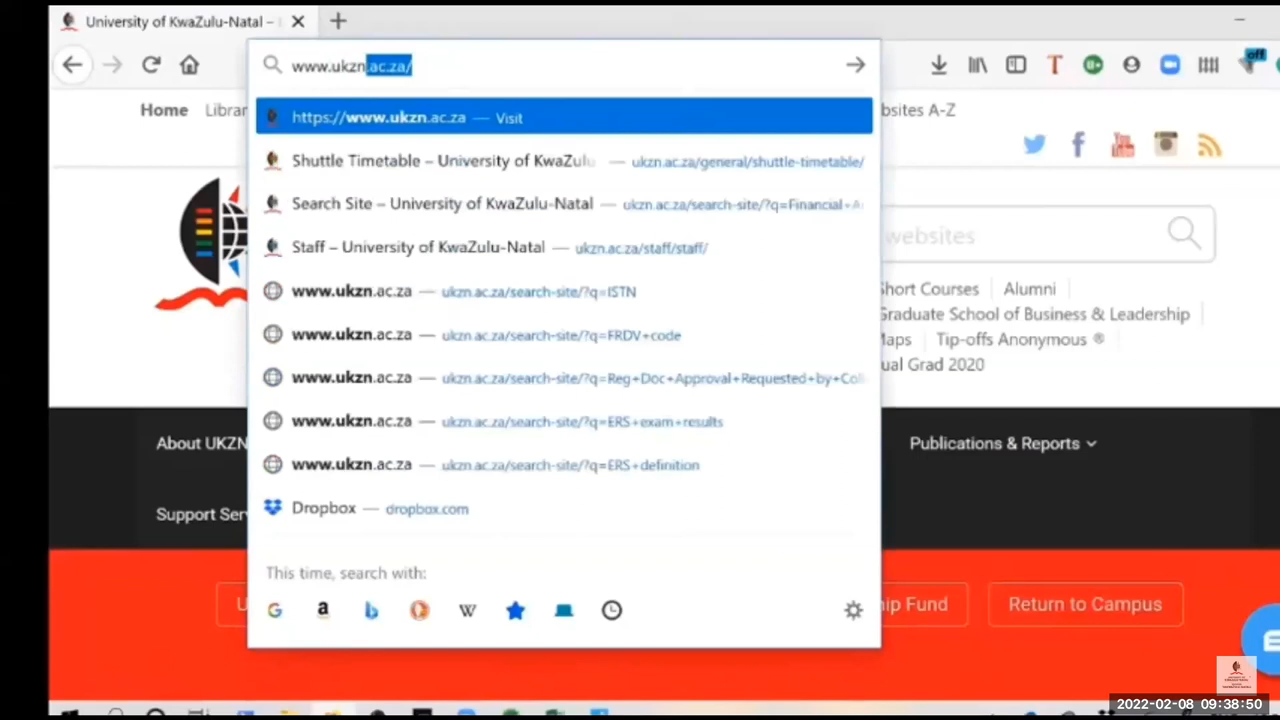 University of KwaZulu-Natal –
www.ukzn.ac.za/
off
Home
Librar
bsites A-Z
https://www.ukzn.ac.za — Visit
Shuttle Timetable – University of KwaZulu — ukzn.ac.za/general/shuttle-timetable/
Search Site – University of KwaZulu-Natal — ukzn.ac.za/search-site/?q=Financial+A
websites
Staff – University of KwaZulu-Natal — ukzn.ac.za/staff/staff/
www.ukzn.ac.za — ukzn.ac.za/search-site/?q=ISTN
Short Courses
Alumni
Graduate School of Business & Leadership
www.ukzn.ac.za — ukzn.ac.za/search-site/?q=FRDV+code
Maps
Tip-offs Anonymous ®
ual Grad 2020
www.ukzn.ac.za — ukzn.ac.za/search-site/?q=Reg+Doc+Approval+Requested+by+Col
www.ukzn.ac.za — ukzn.ac.za/search-site/?q=ERS+exam+results
About UKZN
Publications & Reports
www.ukzn.ac.za — ukzn.ac.za/search-site/?q=ERS+definition
Dropbox — dropbox.com
Support Serv
This time, search with:
U
hip Fund
Return to Campus
2022-02-08 09:38:50